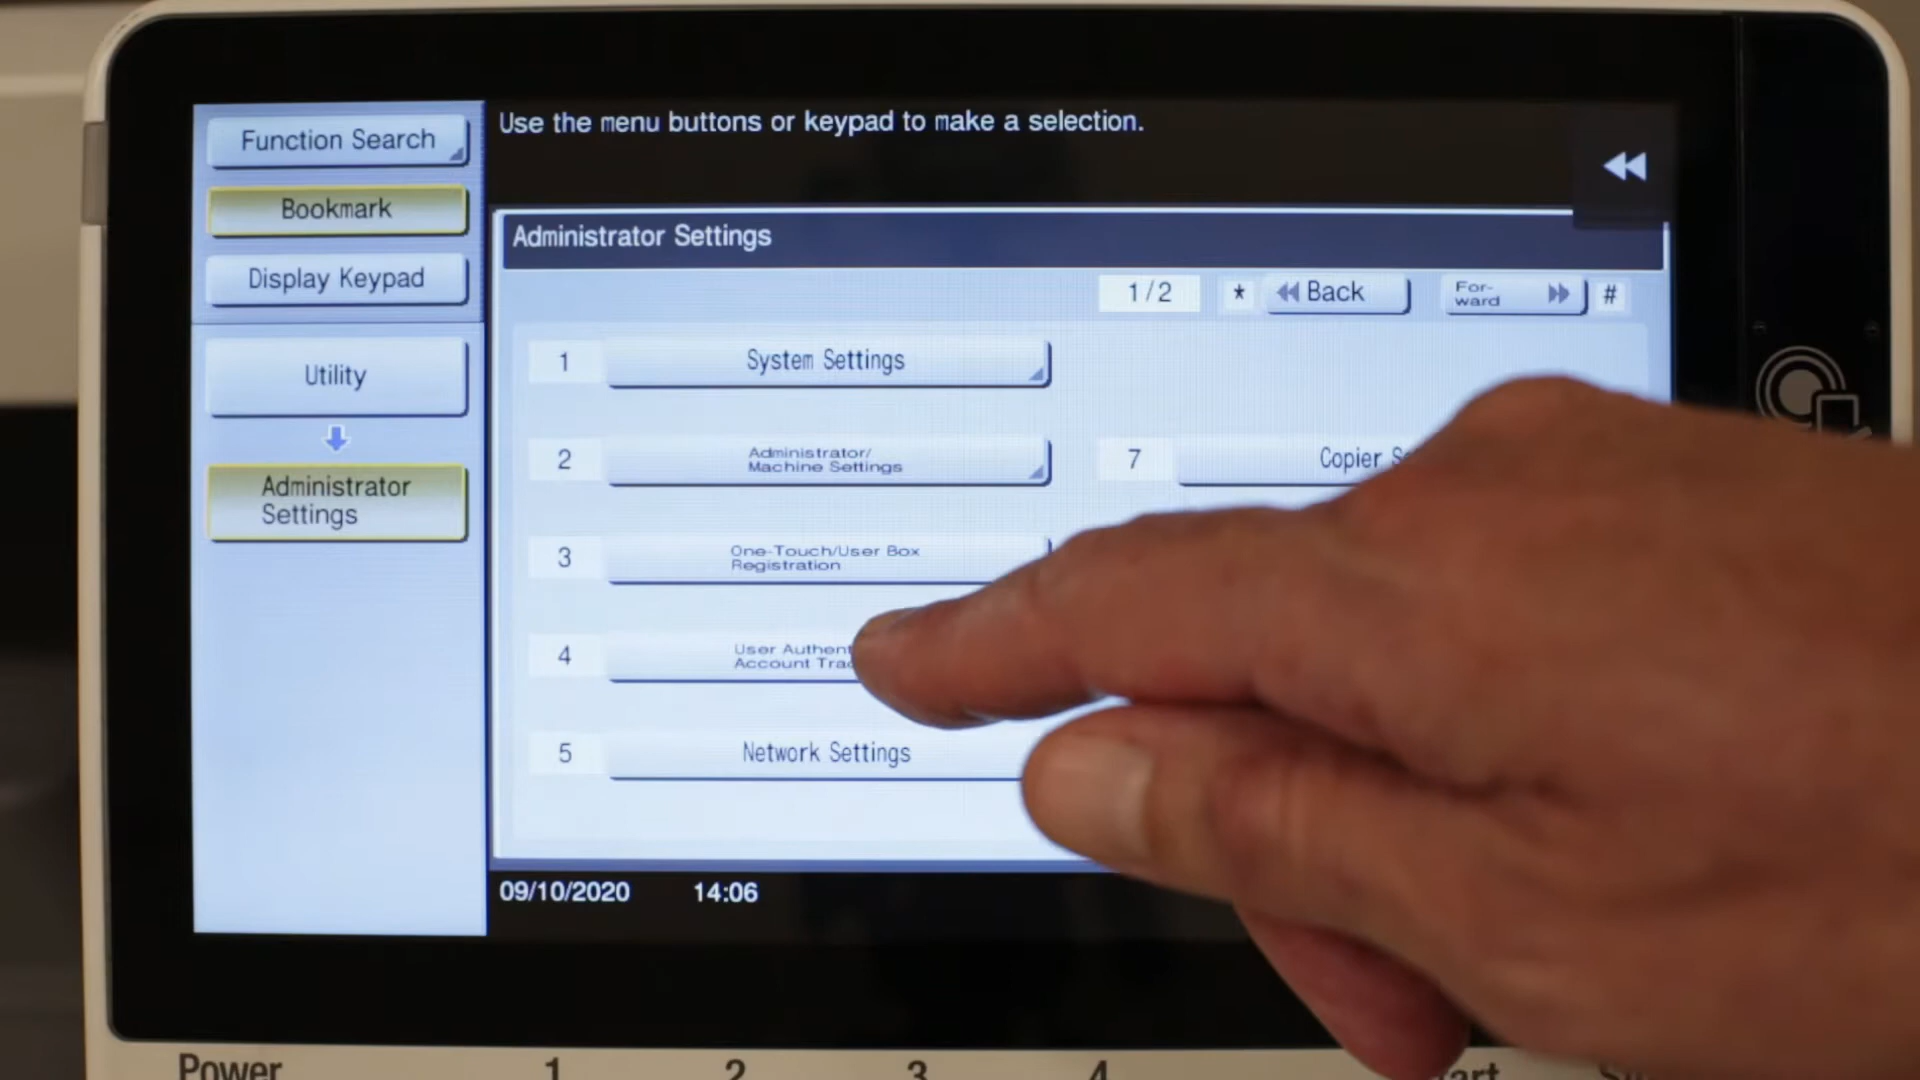 Function Search
Bookmark
Display Keypad
Utility
Administrator
Settings
Use the menu buttons or keypad to make a selection.
Administrator Settings
1/2 * Back For-
ward #
1 System Settings
2 Administrator/
Machine Settings
7 Copier
3 One-Touch/User Box
Registration
4 User
Account
5 Network Settings
09/10/2020 14:06
Power 1 2 3 4